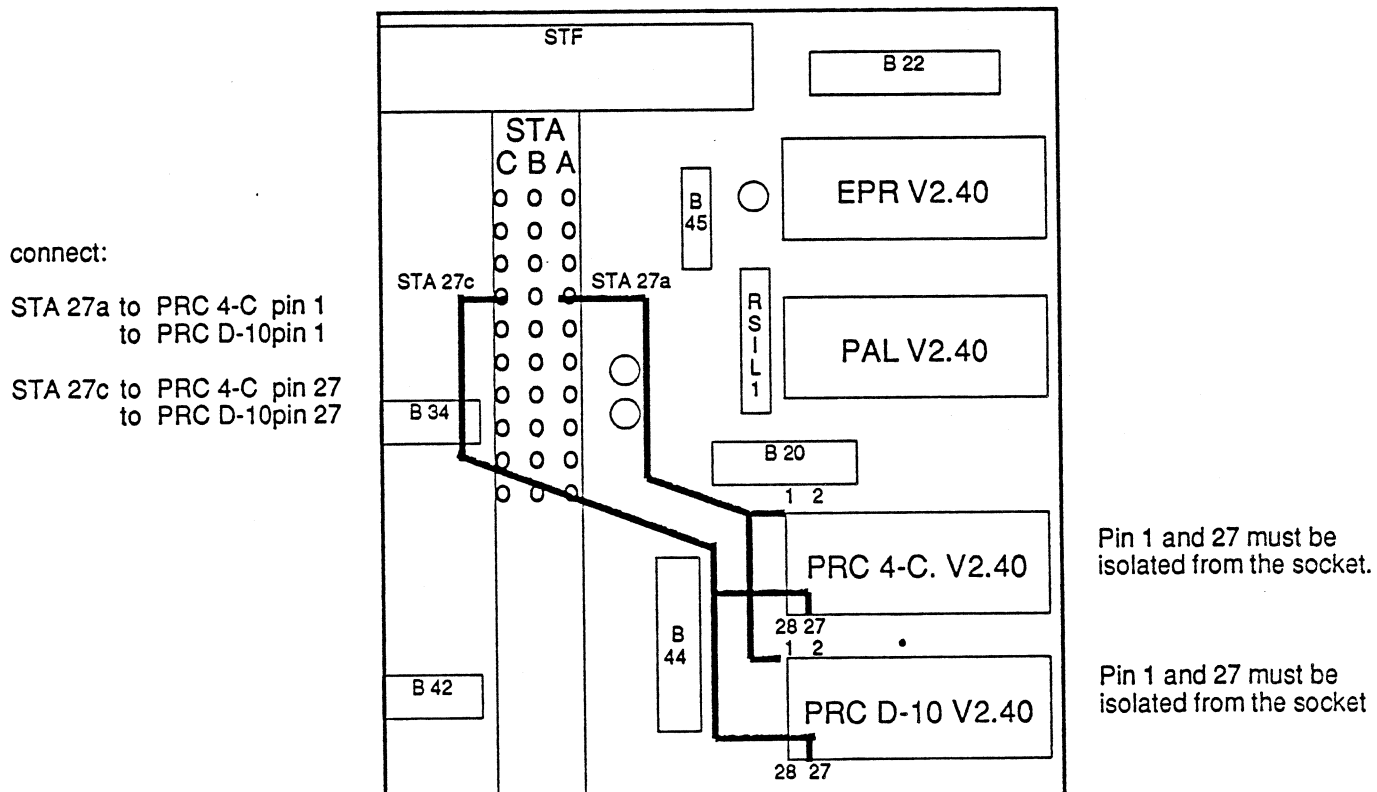 STF
B 22
STA
C B A
EPR V2.40
B
45
connect:
STA 27c
STA 27a
STA 27a to PRC 4-C pin 1
to PRC D-10pin 1
R
S
I
L
1
PAL V2.40
STA 27c to PRC 4-C pin 27
to PRC D-10pin 27
B 34
B 20
1 2
PRC 4-C. V2.40
Pin 1 and 27 must be
isolated from the socket.
28 27
B
44
1 2
B 42
PRC D-10 V2.40
Pin 1 and 27 must be
isolated from the socket
28 27